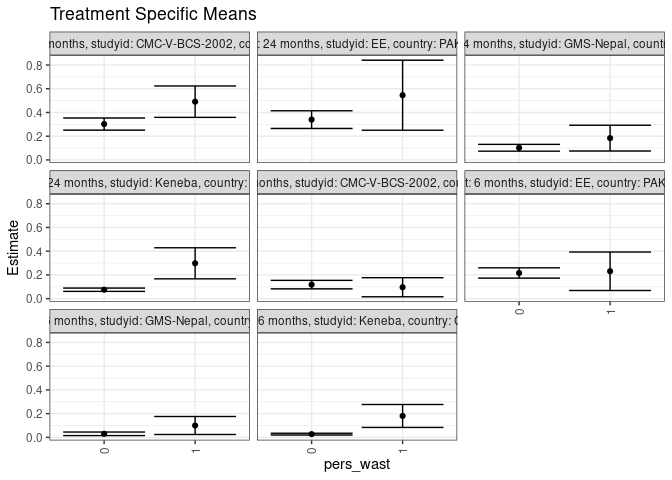 Treatment Specific Means
months, studyid: CMC-V-BCS-2002, co
: 24 months, studyid: EE, country: PAK
4 months, studyid: GMS-Nepal, countr
0.8
0.6
0.4
0.2
0.0
24 months, studyid: Keneba, country:
onths, studyid: CMC-V-BCS-2002, cou
t: 6 months, studyid: EE, country: PAK
0.8
0.6
0.4
0.2
0.0
0
1
months, studyid: GMS-Nepal, country
6 months, studyid: Keneba, country:
0.8
0.6
0.4
0.2
0.0
0
1
0
1
Estimate
pers_wast